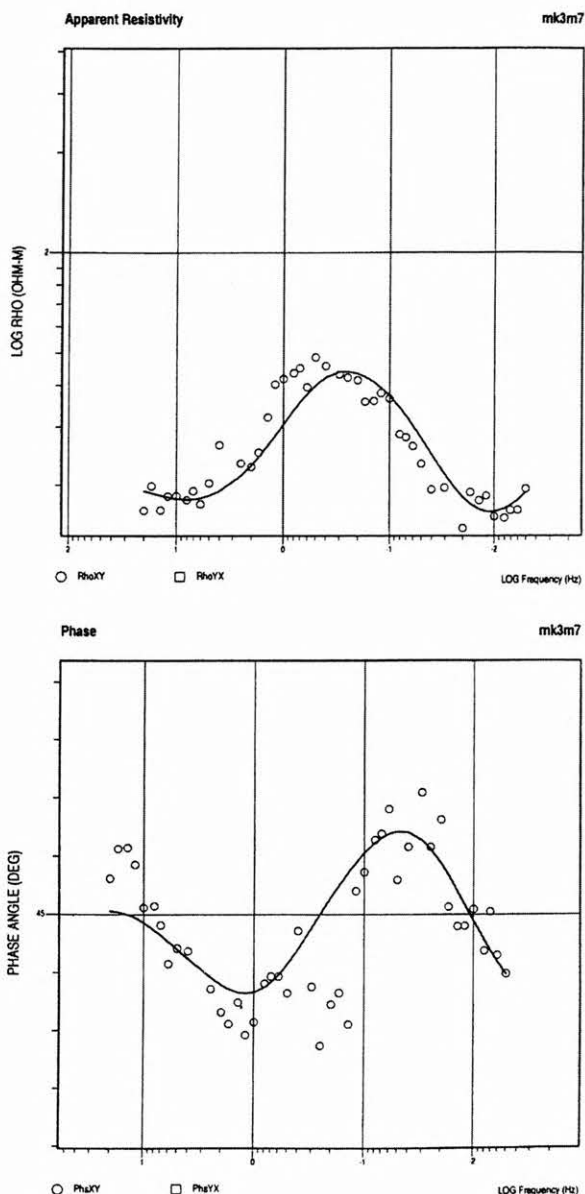 Apparent Resistivity mk3m7
LOG RHO (OHM-M)
2
2 1 0 -1 -2
RhoXY RhoYX LOG Frequency (Hz)
Phase mk3m7
PHASE ANGLE (DEG)
45
1 0 -1 -2
PhsXY PhsYX LOG Frequency (Hz)